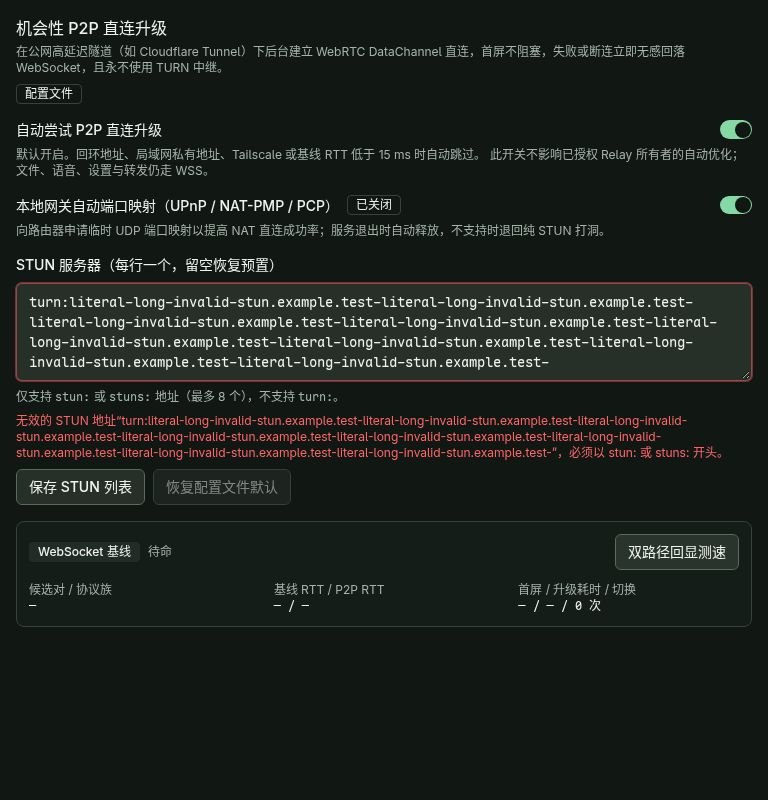 机会性 P2P 直连升级
在公网高延迟隧道（如 Cloudflare Tunnel）下后台建立 WebRTC DataChannel 直连，首屏不阻塞，失败或断连立即无感回落
WebSocket，且永不使用 TURN 中继。
配置文件
自动尝试 P2P 直连升级
默认开启。回环地址、局域网私有地址、Tailscale 或基线 RTT 低于 15 ms 时自动跳过。 此开关不影响已授权 Relay 所有者的自动优化；
文件、语音、设置与转发仍走 WSS。
本地网关自动端口映射（UPnP / NAT-PMP / PCP） 已关闭
向路由器申请临时 UDP 端口映射以提高 NAT 直连成功率；服务退出时自动释放，不支持时退回纯 STUN 打洞。
STUN 服务器（每行一个，留空恢复预置）
turn:literal-long-invalid-stun.example.test-literal-long-invalid-stun.example.test-
literal-long-invalid-stun.example.test-literal-long-invalid-stun.example.test-literal-
long-invalid-stun.example.test-literal-long-invalid-stun.example.test-literal-long-
invalid-stun.example.test-literal-long-invalid-stun.example.test-
仅支持 stun: 或 stuns: 地址（最多 8 个），不支持 turn:。
无效的 STUN 地址“turn:literal-long-invalid-stun.example.test-literal-long-invalid-stun.example.test-literal-long-invalid-
stun.example.test-literal-long-invalid-stun.example.test-literal-long-invalid-stun.example.test-literal-long-invalid-
stun.example.test-literal-long-invalid-stun.example.test-literal-long-invalid-stun.example.test-”，必须以 stun: 或 stuns: 开头。
保存 STUN 列表 恢复配置文件默认
WebSocket 基线 待命 双路径回显测速
候选对 / 协议族 基线 RTT / P2P RTT 首屏 / 升级耗时 / 切换
— — / — — / — / 0 次